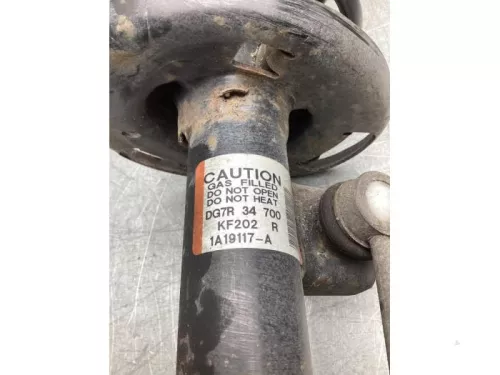 CAUTION
GAS FILLED
DO NOT OPEN
DO NOT HEAT
DG7R 34 700
KF202 R
1A19117-A